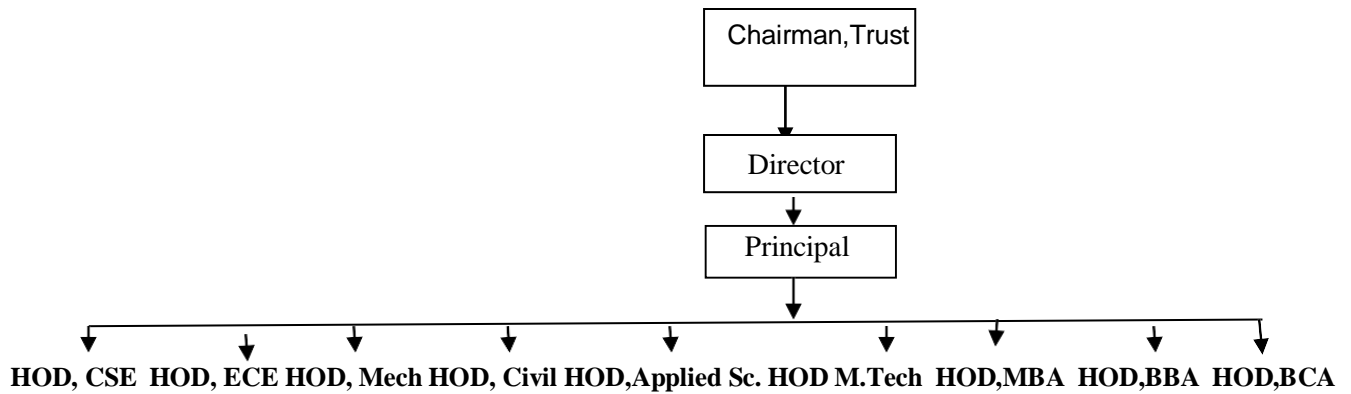 Chairman,Trust
Director
Principal
HOD, CSE HOD, ECE HOD, Mech HOD, Civil HOD,Applied Sc. HOD M.Tech HOD,MBA HOD,BBA HOD,BCA